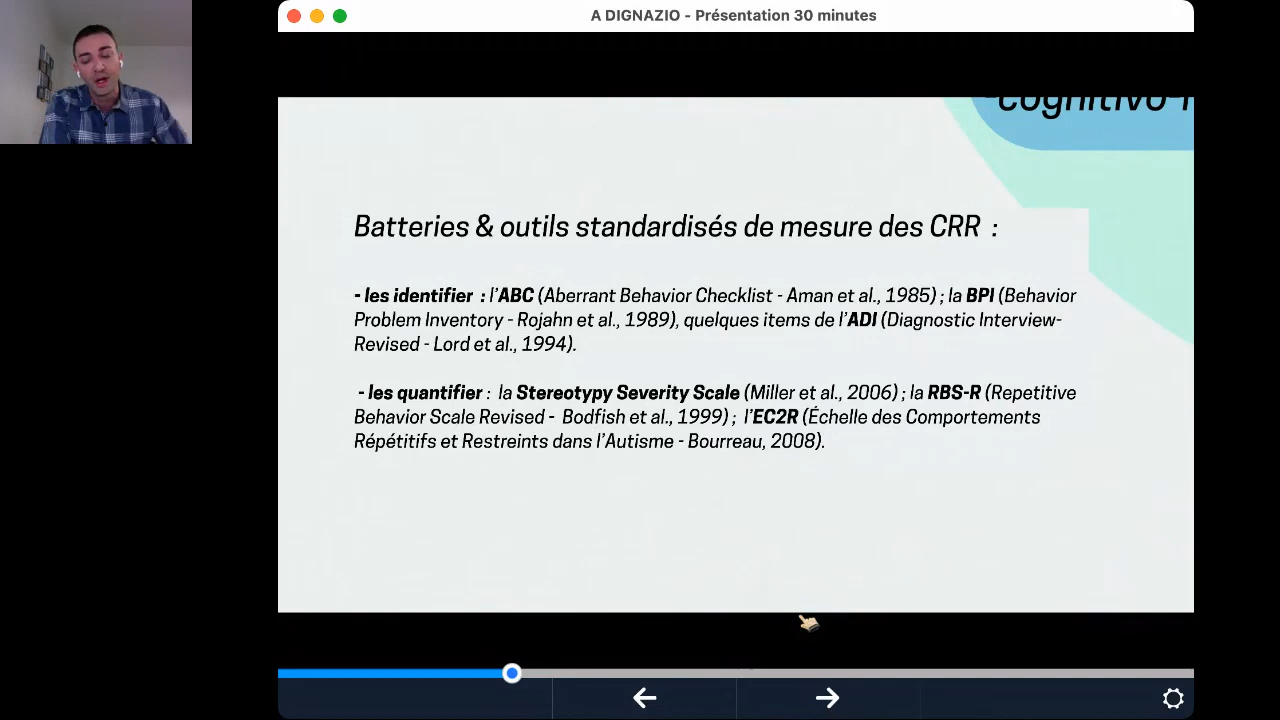 A DIGNAZIO - Présentation 30 minutes
Batteries & outils standardisés de mesure des CRR :
- les identifier : l'ABC (Aberrant Behavior Checklist - Aman et al., 1985) ; la BPI (Behavior
Problem Inventory - Rojahn et al., 1989), quelques items de l'ADI (Diagnostic Interview-
Revised - Lord et al., 1994).
- les quantifier : la Stereotypy Severity Scale (Miller et al., 2006) ; la RBS-R (Repetitive
Behavior Scale Revised - Bodfish et al., 1999) ; l'EC2R (Échelle des Comportements
Répétitifs et Restreints dans l'Autisme - Bourreau, 2008).